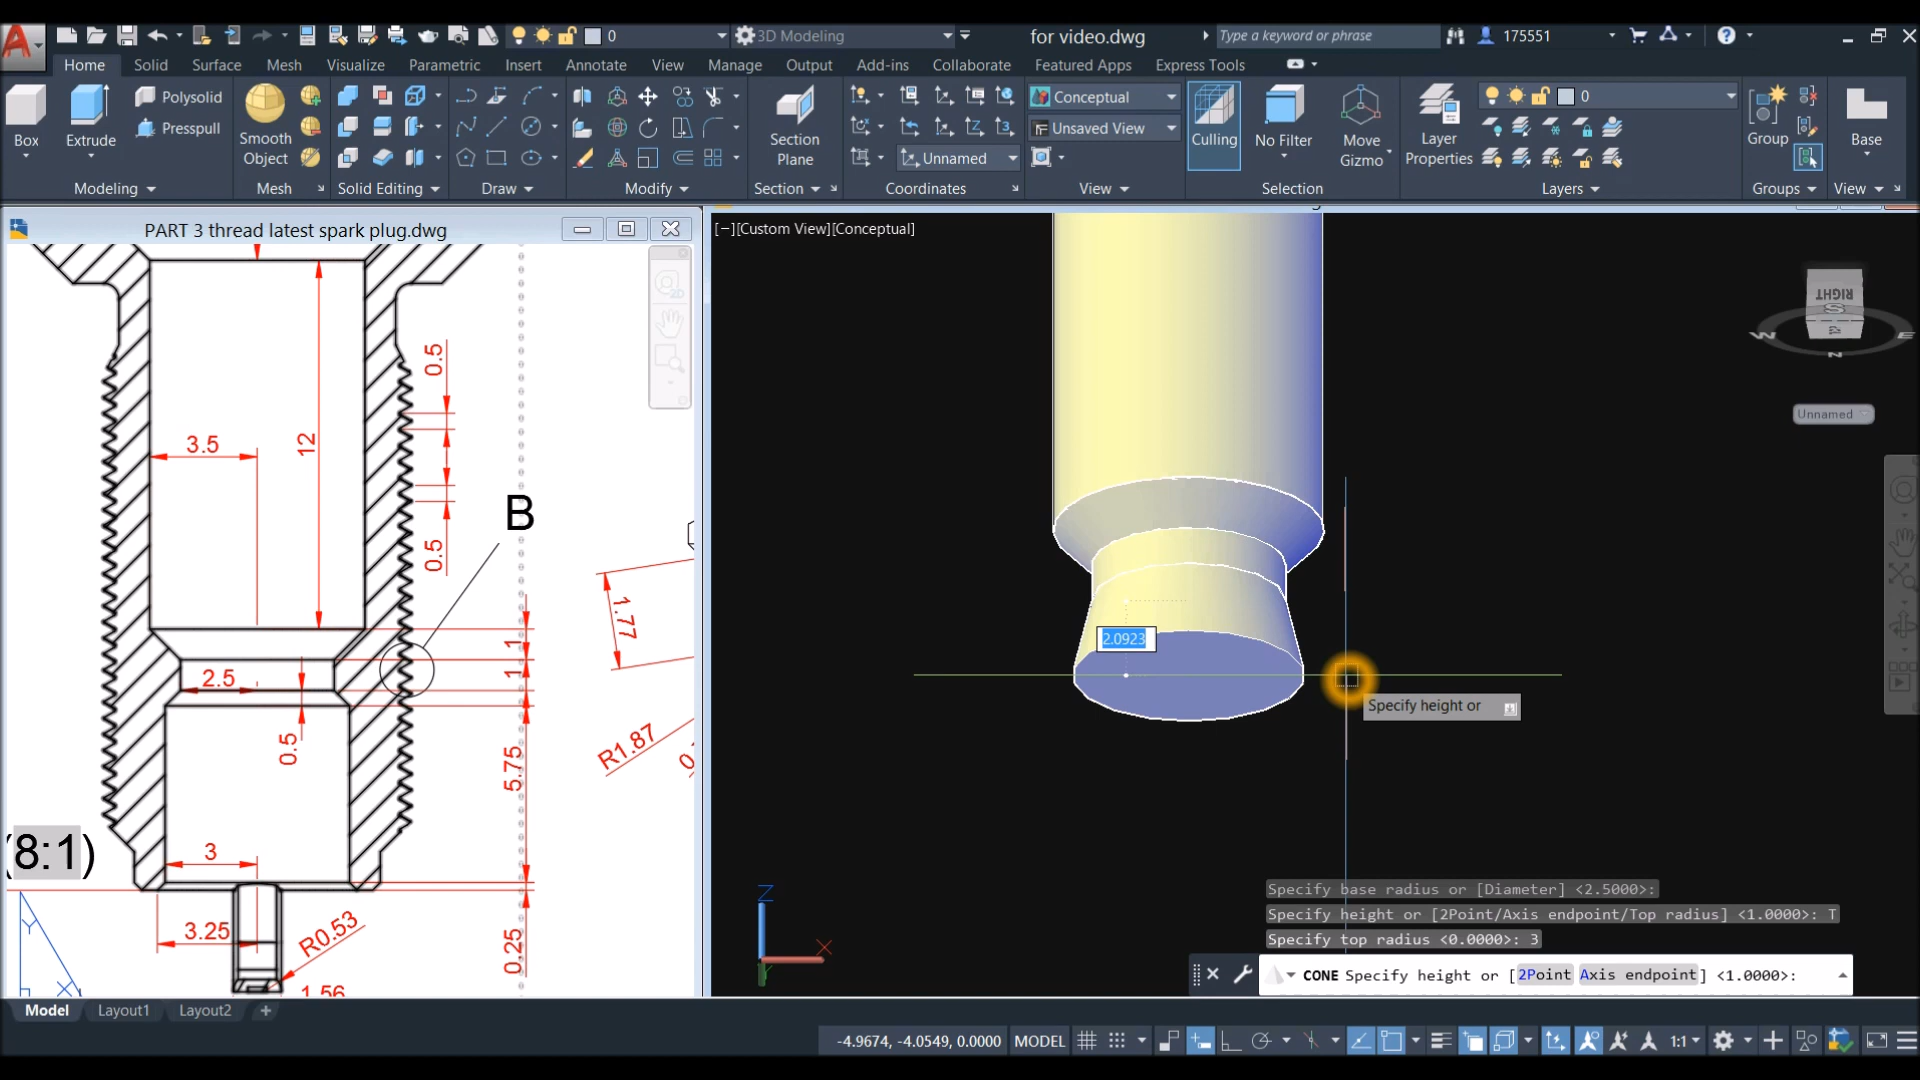 0
3D Modeling
for video.dwg
Type a keyword or phrase
175551
Home
Solid
Surface
Mesh
Visualize
Parametric
Insert
Annotate
View
Manage
Output
Add-ins
Collaborate
Featured Apps
Express Tools
Box
Extrude
Polysolid
Presspull
Smooth
Object
Section
Plane
Unnamed
Conceptual
Unsaved View
Culling
No Filter
Move
Gizmo
Layer
Properties
0
Group
Base
Modeling
Mesh
Solid Editing
Draw
Modify
Section
Coordinates
View
Selection
Layers
Groups
View
PART 3 thread latest spark plug.dwg
[−][Custom View][Conceptual]
RIGHT
S
W
E
N
Unnamed
0.5
3.5
12
B
0.5
1.77
1
1
2.5
0.5
5.75
R1.87
(8:1)
3
3.25
R0.53
0.25
1.56
Y
X
2.0923
Specify height or
Z
X
Y
Specify base radius or [Diameter] <2.5000>:
Specify height or [2Point/Axis endpoint/Top radius] <1.0000>: T
Specify top radius <0.0000>: 3
CONE Specify height or [2Point Axis endpoint] <1.0000>:
Model
Layout1
Layout2
-4.9674, -4.0549, 0.0000
MODEL
1:1